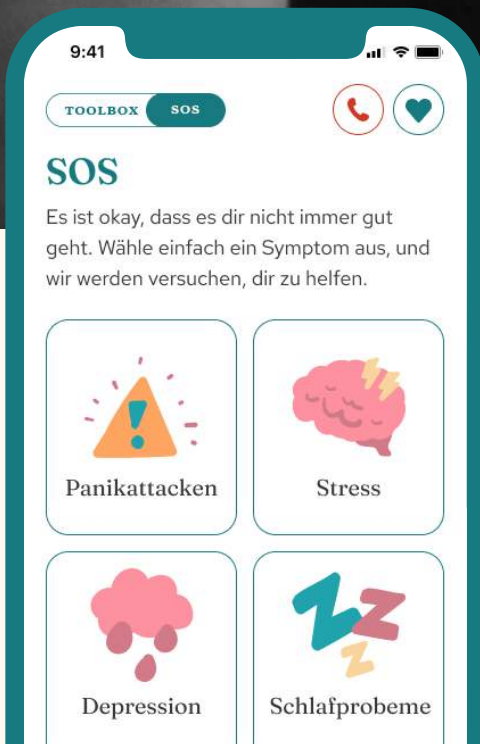 9:41
TOOLBOX SOS
SOS
Es ist okay, dass es dir nicht immer gut
geht. Wähle einfach ein Symptom aus, und
wir werden versuchen, dir zu helfen.
Panikattacken Stress
Depression Schlafprobeme